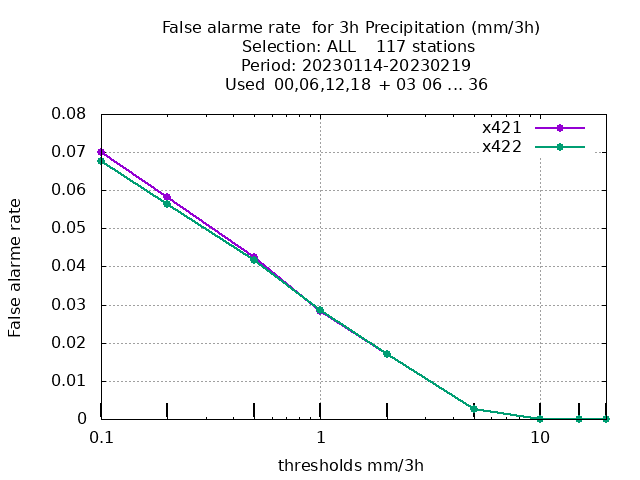 False alarme rate  for 3h Precipitation (mm/3h)
Selection: ALL    117 stations
Period: 20230114-20230219
Used  00,06,12,18 + 03 06 ... 36
x421
x422
0.08
0.07
0.06
0.05
0.04
0.03
0.02
0.01
0
False alarme rate
0.1 1 10
thresholds mm/3h